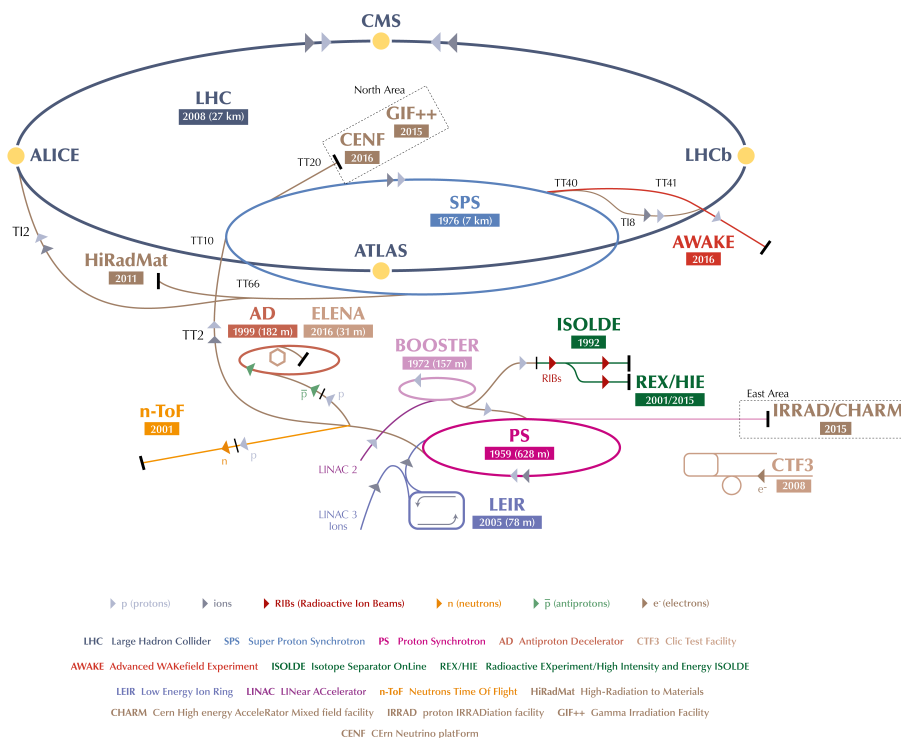 CMS
North Area
LHC
2008 (27 km)
GIF++
2015
CENF
2016
ALICE
LHCb
TT20
TT40
TT41
SPS
1976 (7 km)
TI2
TI8
TT10
ATLAS
AWAKE
2016
HiRadMat
2011
TT66
AD
1999 (182 m)
ELENA
2016 (31 m)
TT2
BOOSTER
1972 (157 m)
ISOLDE
1992
RIBs
REX/HIE
2001/2015
p̅
p
East Area
n-ToF
2001
IRRAD/CHARM
2015
PS
1959 (628 m)
n
p
LINAC 2
CTF3
2008
e-
LEIR
2005 (78 m)
LINAC 3
Ions
p (protons) ions RIBs (Radioactive Ion Beams) n (neutrons) p̅ (antiprotons) e- (electrons)
LHC Large Hadron Collider SPS Super Proton Synchrotron PS Proton Synchrotron AD Antiproton Decelerator CTF3 Clic Test Facility
AWAKE Advanced WAKefield Experiment ISOLDE Isotope Separator OnLine REX/HIE Radioactive EXperiment/High Intensity and Energy ISOLDE
LEIR Low Energy Ion Ring LINAC LINear ACcelerator n-ToF Neutrons Time Of Flight HiRadMat High-Radiation to Materials
CHARM Cern High energy AcceleRator Mixed field facility IRRAD proton IRRADiation facility GIF++ Gamma Irradiation Facility
CENF CErn Neutrino platForm